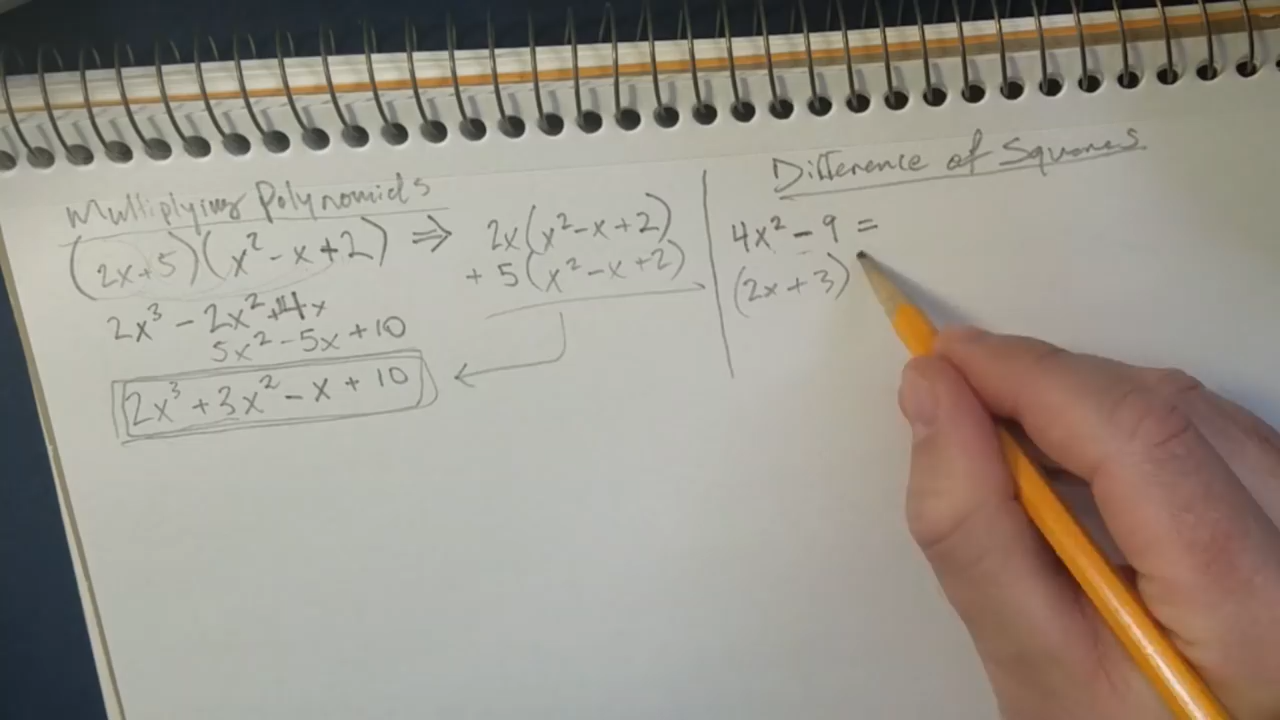 Multiplying Polynomials
(2x+5)(x²-x+2) ⇒ 2x(x²-x+2)
+ 5(x²-x+2)
2x³ - 2x²+4x
5x²-5x+10
2x³+3x²-x+10
Difference of Squares
4x²-9=
(2x+3)